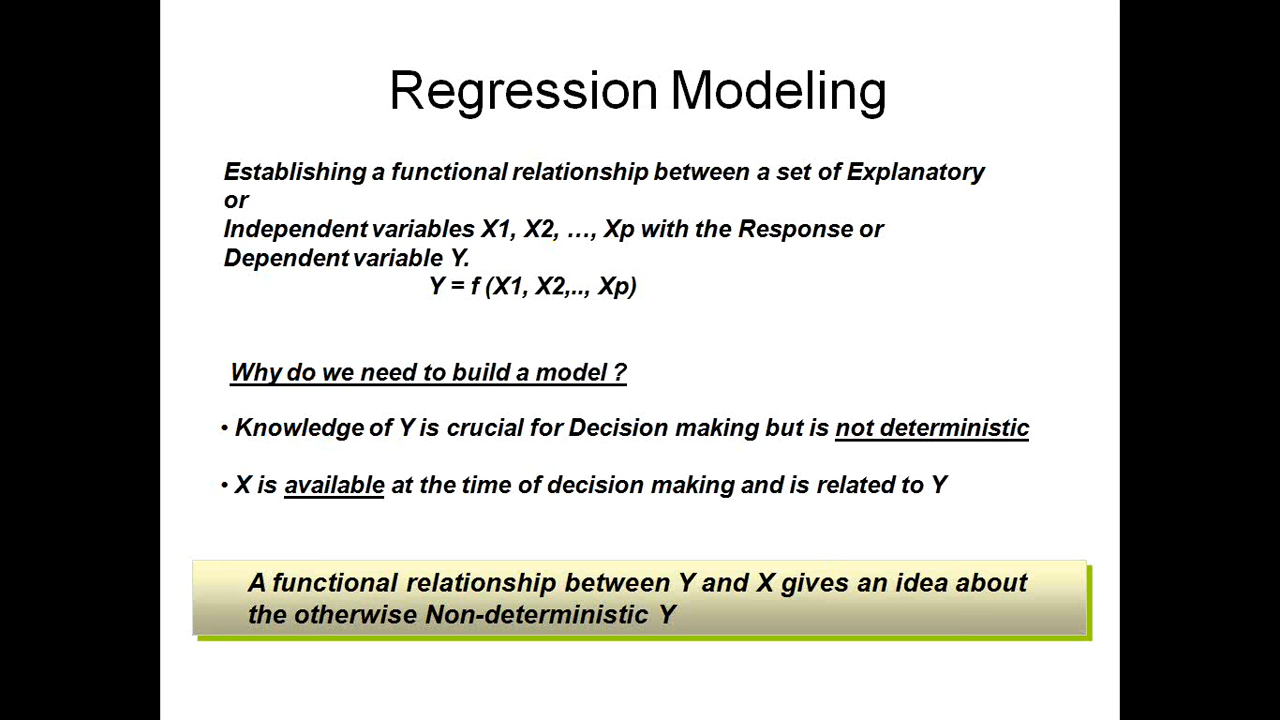 Regression Modeling
Establishing a functional relationship between a set of Explanatory
or
Independent variables X1, X2, …, Xp with the Response or
Dependent variable Y.
Y = f (X1, X2,.., Xp)
Why do we need to build a model ?
• Knowledge of Y is crucial for Decision making but is not deterministic
• X is available at the time of decision making and is related to Y
A functional relationship between Y and X gives an idea about
the otherwise Non-deterministic Y